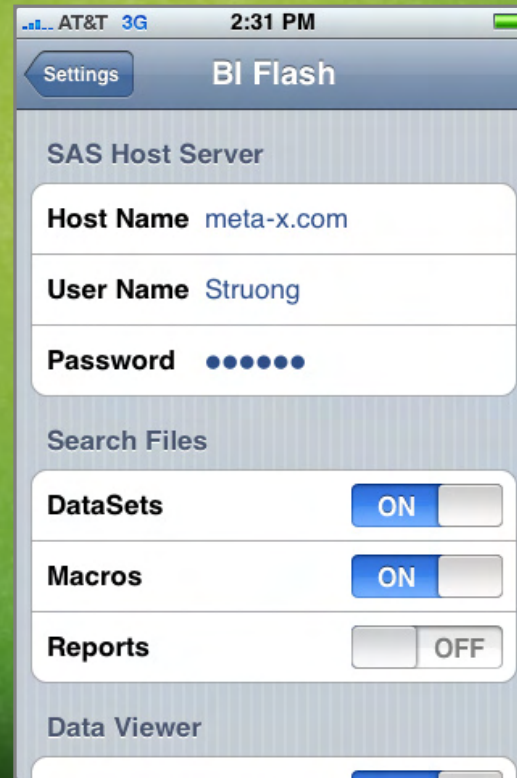 AT&T 3G 2:31 PM
Settings BI Flash
SAS Host Server
Host Name meta-x.com
User Name Struong
Password ●●●●●●
Search Files
DataSets ON
Macros ON
Reports OFF
Data Viewer